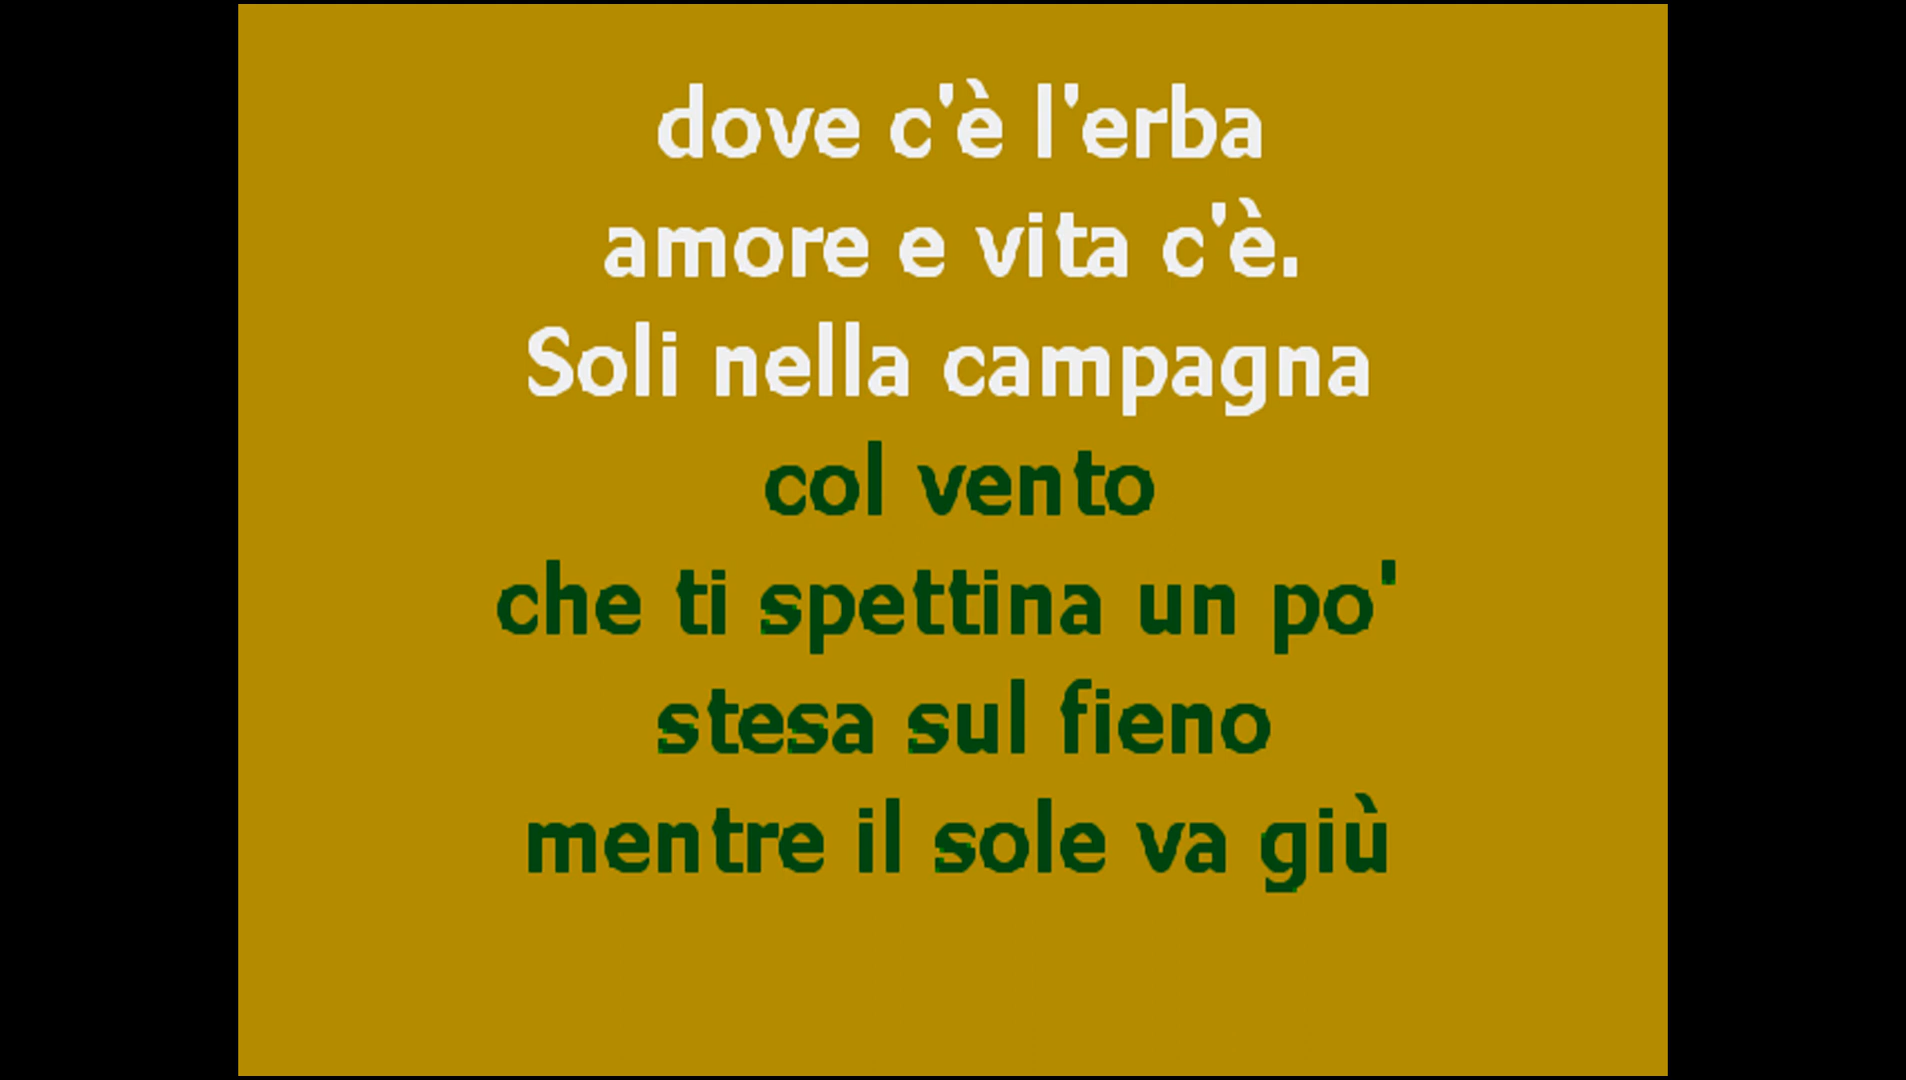 dove c'è l'erba
amore e vita c'è.
Soli nella campagna
col vento
che ti spettina un po'
stesa sul fieno
mentre il sole va giù